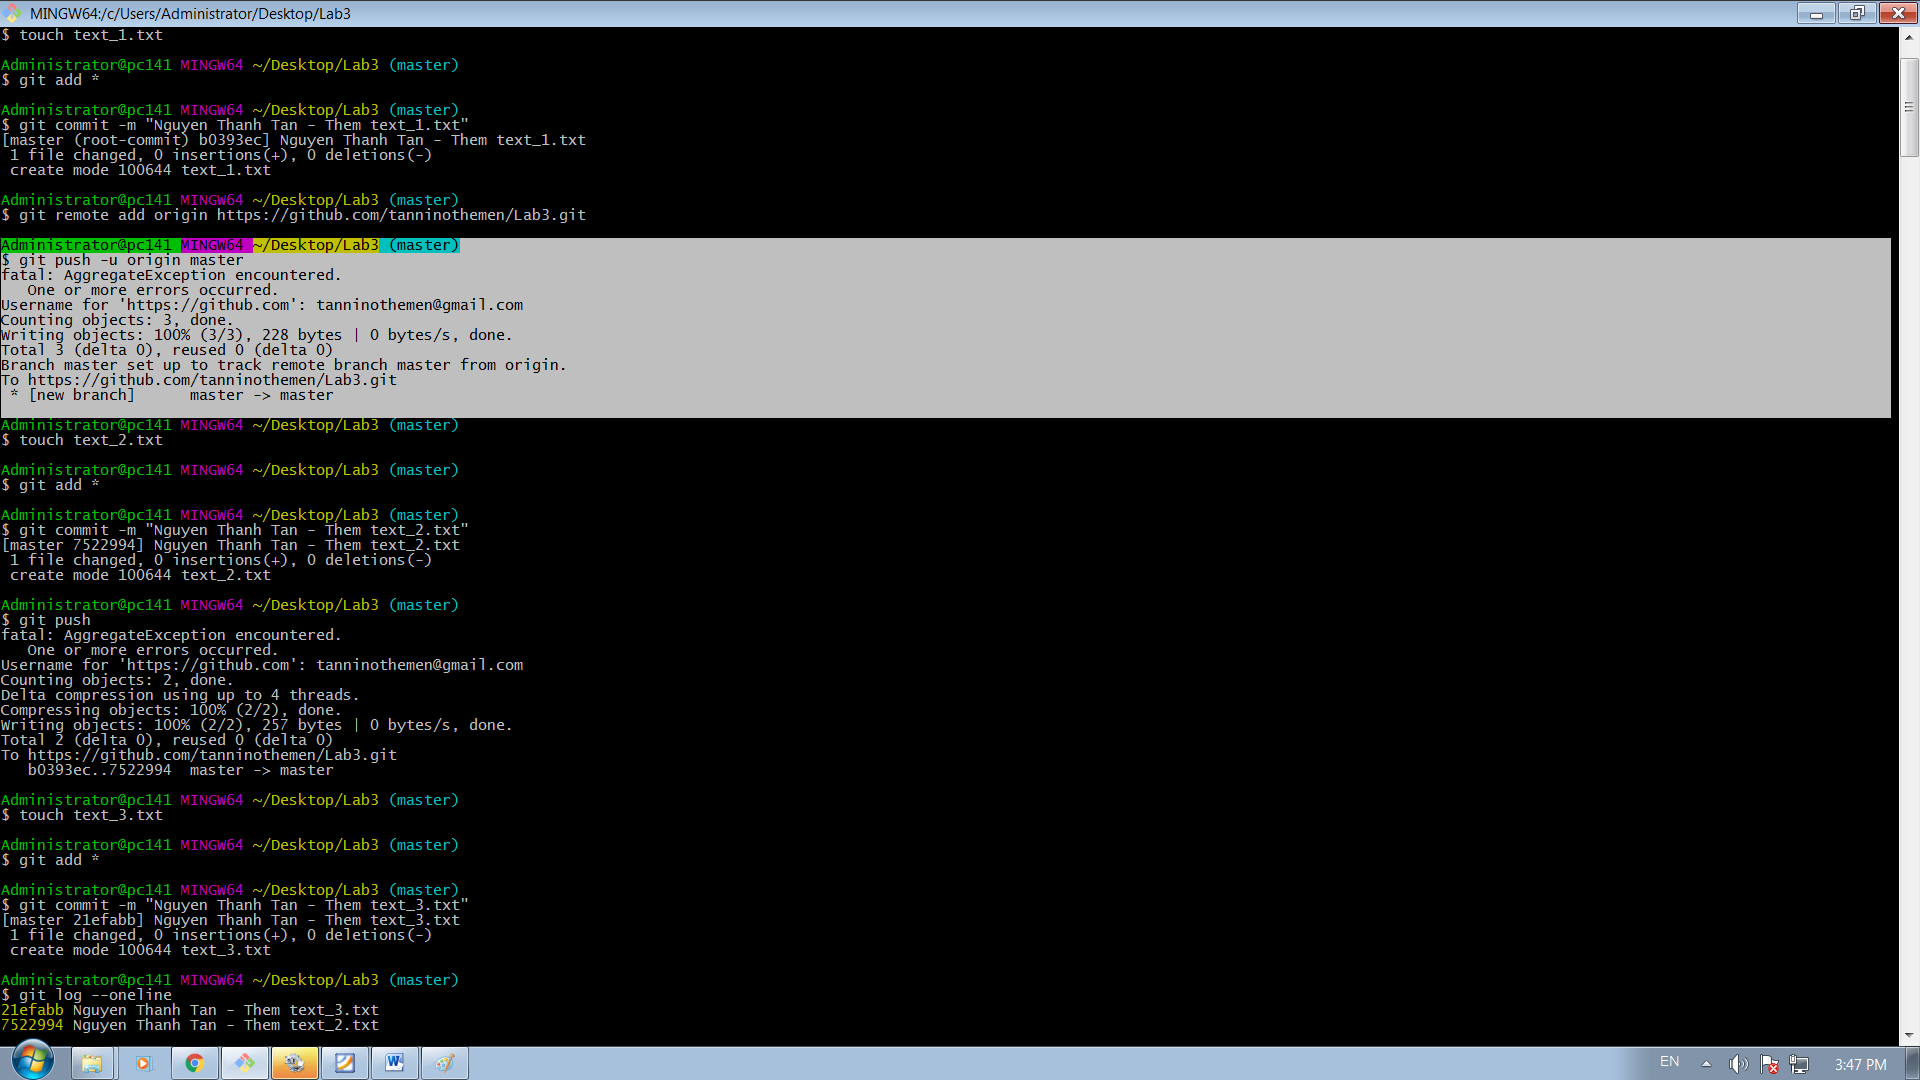 MINGW64:/c/Users/Administrator/Desktop/Lab3
$ touch text_1.txt
Administrator@pc141 MINGW64 ~/Desktop/Lab3 (master)
$ git add *
Administrator@pc141 MINGW64 ~/Desktop/Lab3 (master)
$ git commit -m "Nguyen Thanh Tan - Them text_1.txt"
[master (root-commit) b0393ec] Nguyen Thanh Tan - Them text_1.txt
 1 file changed, 0 insertions(+), 0 deletions(-)
 create mode 100644 text_1.txt
Administrator@pc141 MINGW64 ~/Desktop/Lab3 (master)
$ git remote add origin https://github.com/tanninothemen/Lab3.git
Administrator@pc141 MINGW64 ~/Desktop/Lab3 (master)
$ git push -u origin master
fatal: AggregateException encountered.
   One or more errors occurred.
Username for 'https://github.com': tanninothemen@gmail.com
Counting objects: 3, done.
Writing objects: 100% (3/3), 228 bytes | 0 bytes/s, done.
Total 3 (delta 0), reused 0 (delta 0)
Branch master set up to track remote branch master from origin.
To https://github.com/tanninothemen/Lab3.git
 * [new branch]      master -> master
Administrator@pc141 MINGW64 ~/Desktop/Lab3 (master)
$ touch text_2.txt
Administrator@pc141 MINGW64 ~/Desktop/Lab3 (master)
$ git add *
Administrator@pc141 MINGW64 ~/Desktop/Lab3 (master)
$ git commit -m "Nguyen Thanh Tan - Them text_2.txt"
[master 7522994] Nguyen Thanh Tan - Them text_2.txt
 1 file changed, 0 insertions(+), 0 deletions(-)
 create mode 100644 text_2.txt
Administrator@pc141 MINGW64 ~/Desktop/Lab3 (master)
$ git push
fatal: AggregateException encountered.
   One or more errors occurred.
Username for 'https://github.com': tanninothemen@gmail.com
Counting objects: 2, done.
Delta compression using up to 4 threads.
Compressing objects: 100% (2/2), done.
Writing objects: 100% (2/2), 257 bytes | 0 bytes/s, done.
Total 2 (delta 0), reused 0 (delta 0)
To https://github.com/tanninothemen/Lab3.git
   b0393ec..7522994  master -> master
Administrator@pc141 MINGW64 ~/Desktop/Lab3 (master)
$ touch text_3.txt
Administrator@pc141 MINGW64 ~/Desktop/Lab3 (master)
$ git add *
Administrator@pc141 MINGW64 ~/Desktop/Lab3 (master)
$ git commit -m "Nguyen Thanh Tan - Them text_3.txt"
[master 21efabb] Nguyen Thanh Tan - Them text_3.txt
 1 file changed, 0 insertions(+), 0 deletions(-)
 create mode 100644 text_3.txt
Administrator@pc141 MINGW64 ~/Desktop/Lab3 (master)
$ git log --oneline
21efabb Nguyen Thanh Tan - Them text_3.txt
7522994 Nguyen Thanh Tan - Them text_2.txt
EN
3:47 PM